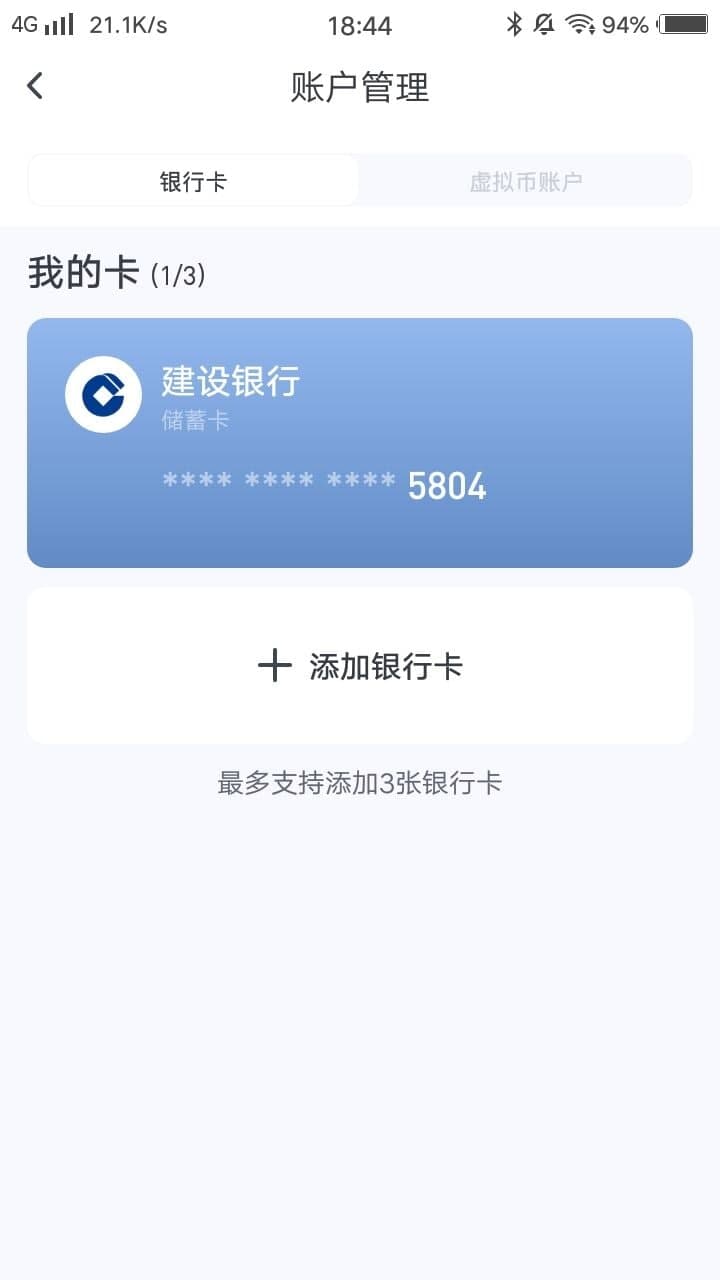 4G 21.1K/s 18:44 94%
账户管理
银行卡 虚拟币账户
我的卡 (1/3)
建设银行
储蓄卡
**** **** **** 5804
添加银行卡
最多支持添加3张银行卡